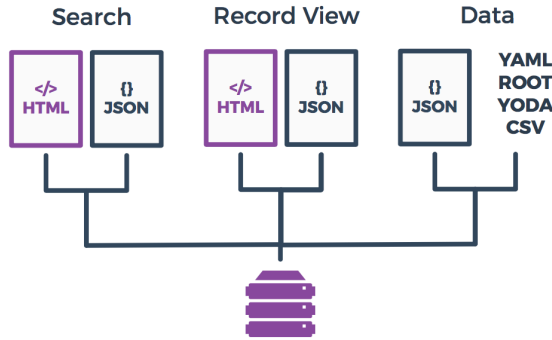 Search
Record View
Data
</>
HTML
{}
JSON
</>
HTML
{}
JSON
{}
JSON
YAML
ROOT
YODA
CSV